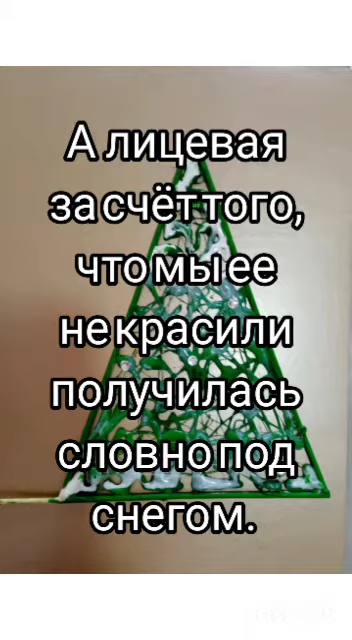 А лицевая
за счёт того,
что мы ее
не красили
получилась
словно под
снегом.